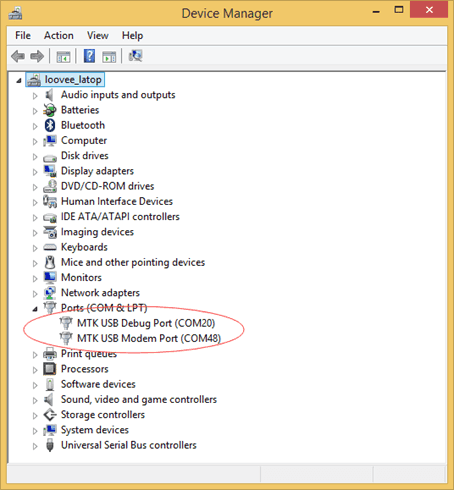 Device Manager
File Action View Help
loovee_latop
Audio inputs and outputs
Batteries
Bluetooth
Computer
Disk drives
Display adapters
DVD/CD-ROM drives
Human Interface Devices
IDE ATA/ATAPI controllers
Imaging devices
Keyboards
Mice and other pointing devices
Monitors
Network adapters
Ports (COM & LPT)
MTK USB Debug Port (COM20)
MTK USB Modem Port (COM48)
Print queues
Processors
Software devices
Sound, video and game controllers
Storage controllers
System devices
Universal Serial Bus controllers